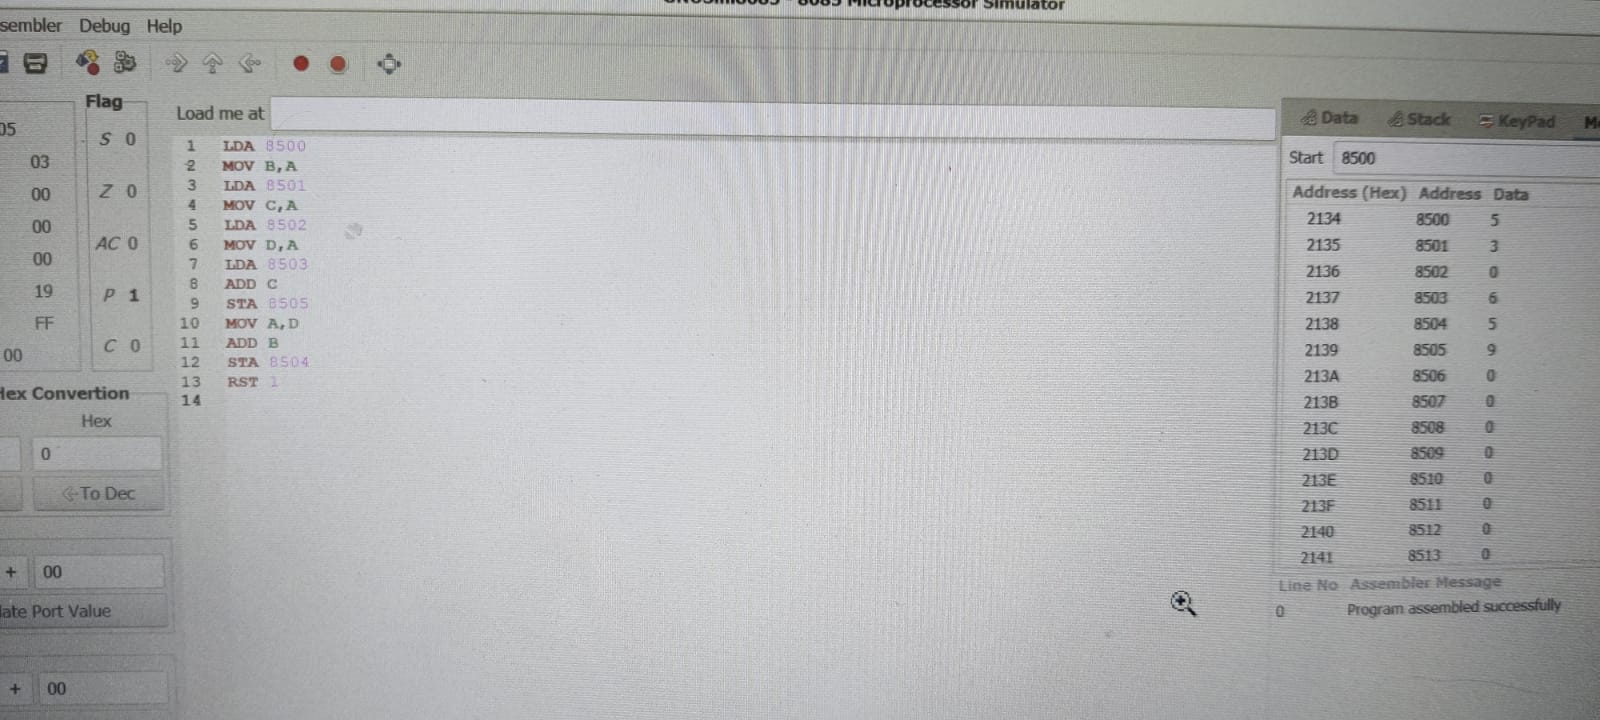 8085 Microprocessor Simulator
sembler Debug Help
Flag
05
03
00
00
00
19
FF
00
S 0
Z 0
AC 0
P 1
C 0
Hex Convertion
Hex
0
To Dec
+ 00
late Port Value
+ 00
Load me at
1 LDA 8500
2 MOV B,A
3 LDA 8501
4 MOV C,A
5 LDA 8502
6 MOV D,A
7 LDA 8503
8 ADD C
9 STA 8505
10 MOV A,D
11 ADD B
12 STA 8504
13 RST 1
14
Data Stack KeyPad
Start 8500
Address (Hex) Address Data
2134 8500 5
2135 8501 3
2136 8502 0
2137 8503 6
2138 8504 5
2139 8505 9
213A 8506 0
213B 8507 0
213C 8508 0
213D 8509 0
213E 8510 0
213F 8511 0
2140 8512 0
2141 8513 0
Line No Assembler Message
0 Program assembled successfully